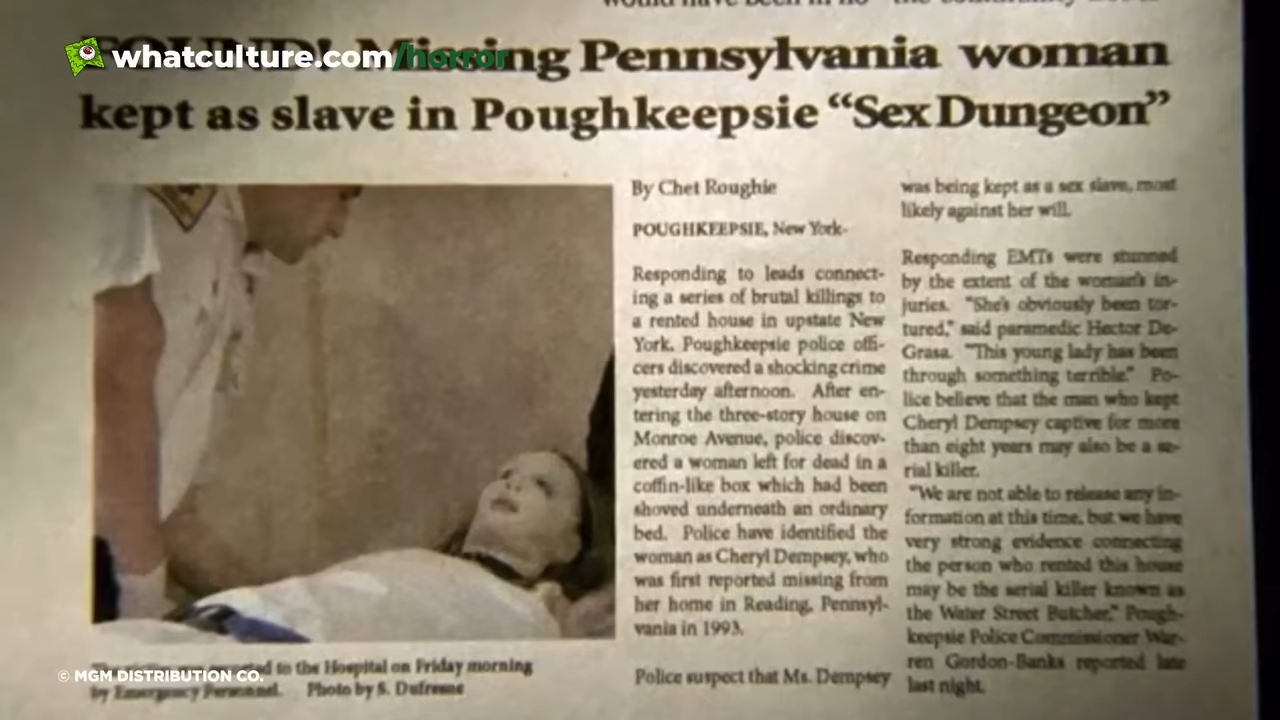 whatculture.com/horror
FOUND! Missing Pennsylvania woman
kept as slave in Poughkeepsie “Sex Dungeon”
By Chet Roughie
POUGHKEEPSIE, New York-
Responding to leads connect-
ing a series of brutal killings to
a rented house in upstate New
York, Poughkeepsie police offi-
cers discovered a shocking crime
yesterday afternoon. After en-
tering the three-story house on
Monroe Avenue, police discov-
ered a woman left for dead in a
coffin-like box which had been
shoved underneath an ordinary
bed. Police have identified the
woman as Cheryl Dempsey, who
was first reported missing from
her home in Reading, Pennsyl-
vania in 1993.
Police suspect that Ms. Dempsey
was being kept as a sex slave, most
likely against her will.
Responding EMTs were stunned
by the extent of the woman's in-
juries. "She's obviously been tor-
tured," said paramedic Hector De-
Grasa. "This young lady has been
through something terrible." Po-
lice believe that the man who kept
Cheryl Dempsey captive for more
than eight years may also be a se-
rial killer.
"We are not able to release any in-
formation at this time, but we have
very strong evidence connecting
the person who rented this house
may be the serial killer known as
the Water Street Butcher," Pough-
keepsie Police Commissioner War-
ren Gordon-Banks reported late
last night.
to the Hospital on Friday morning
by Emergency Personnel. Photo by S. Dufresne
© MGM DISTRIBUTION CO.